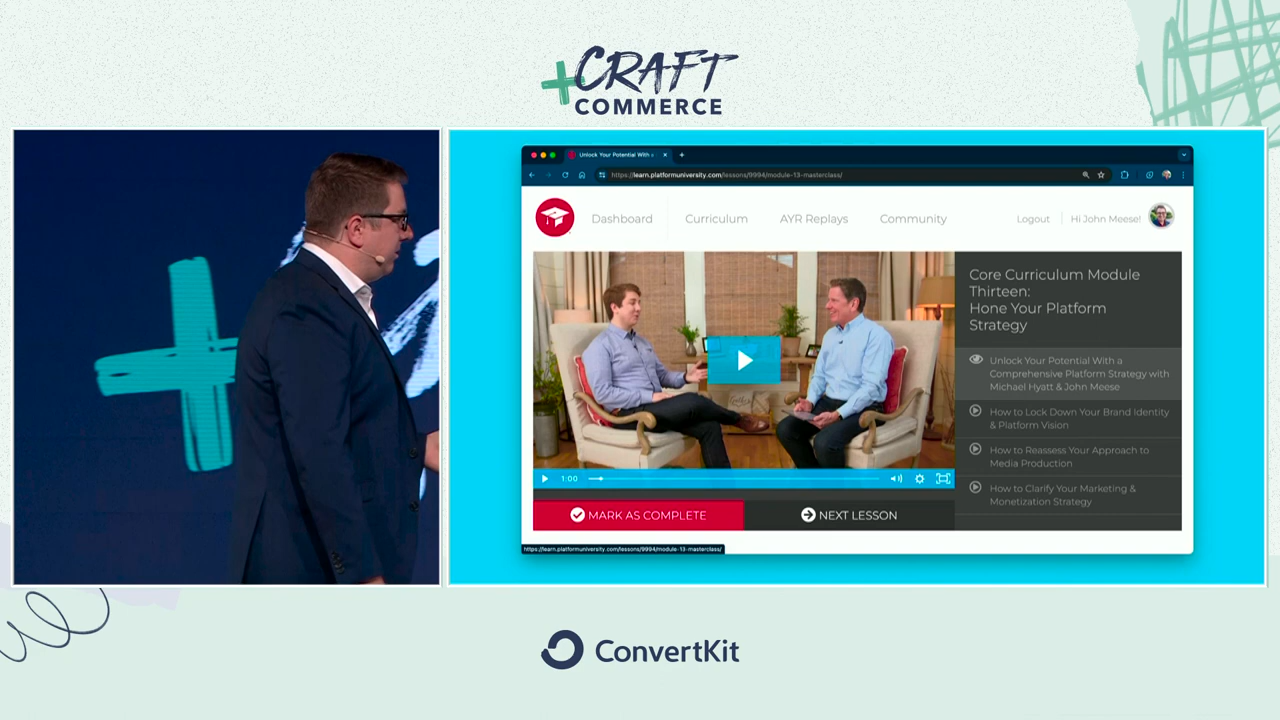 CRAFT
COMMERCE
Unlock Your Potential With a
https://learn.platformuniversity.com/lessons/9994/module-13-masterclass/
Dashboard
Curriculum
AYR Replays
Community
Logout
Hi John Meese!
Core Curriculum Module
Thirteen:
Hone Your Platform
Strategy
Unlock Your Potential With a
Comprehensive Platform Strategy with
Michael Hyatt & John Meese
How to Lock Down Your Brand Identity
& Platform Vision
How to Reassess Your Approach to
Media Production
How to Clarify Your Marketing &
Monetization Strategy
1:00
MARK AS COMPLETE
NEXT LESSON
https://learn.platformuniversity.com/lessons/9994/module-13-masterclass/
ConvertKit